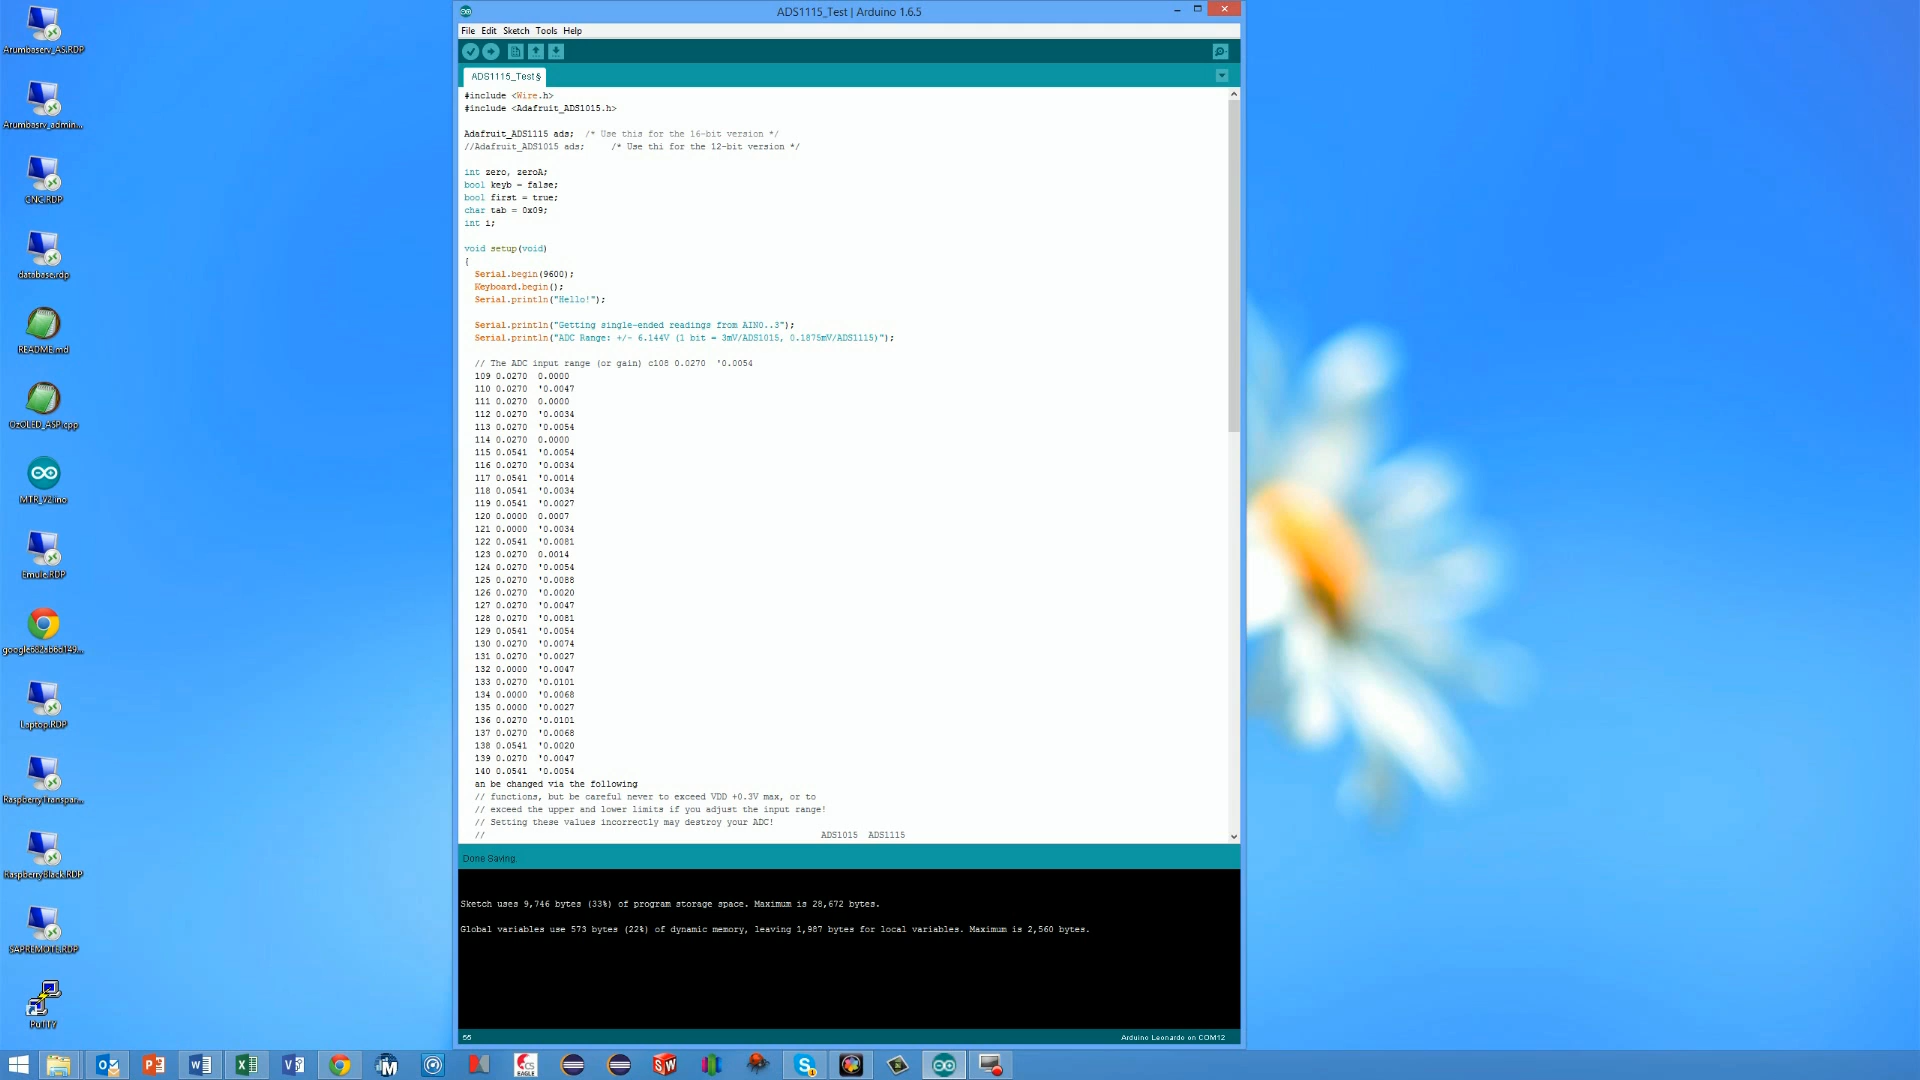 ADS1115_Test | Arduino 1.6.5
File Edit Sketch Tools Help
ADS1115_Test§
#include <Wire.h>
#include <Adafruit_ADS1015.h>
Adafruit_ADS1115 ads;  /* Use this for the 16-bit version */
//Adafruit_ADS1015 ads;     /* Use thi for the 12-bit version */
int zero, zeroA;
bool keyb = false;
bool first = true;
char tab = 0x09;
int i;
void setup(void)
{
Serial.begin(9600);
Keyboard.begin();
Serial.println("Hello!");
Serial.println("Getting single-ended readings from AIN0..3");
Serial.println("ADC Range: +/- 6.144V (1 bit = 3mV/ADS1015, 0.1875mV/ADS1115)");
// The ADC input range (or gain) c108 0.0270  '0.0054
109 0.0270  0.0000
110 0.0270  '0.0047
111 0.0270  0.0000
112 0.0270  '0.0034
113 0.0270  '0.0054
114 0.0270  0.0000
115 0.0541  '0.0054
116 0.0270  '0.0034
117 0.0541  '0.0014
118 0.0541  '0.0034
119 0.0541  '0.0027
120 0.0000  0.0007
121 0.0000  '0.0034
122 0.0541  '0.0081
123 0.0270  0.0014
124 0.0270  '0.0054
125 0.0270  '0.0088
126 0.0270  '0.0020
127 0.0270  '0.0047
128 0.0270  '0.0081
129 0.0541  '0.0054
130 0.0270  '0.0074
131 0.0270  '0.0027
132 0.0000  '0.0047
133 0.0270  '0.0101
134 0.0000  '0.0068
135 0.0000  '0.0027
136 0.0270  '0.0101
137 0.0270  '0.0068
138 0.0541  '0.0020
139 0.0270  '0.0047
140 0.0541  '0.0054
an be changed via the following
// functions, but be careful never to exceed VDD +0.3V max, or to
// exceed the upper and lower limits if you adjust the input range!
// Setting these values incorrectly may destroy your ADC!
//                                                                ADS1015  ADS1115
Done Saving.
Sketch uses 9,746 bytes (33%) of program storage space. Maximum is 28,672 bytes.
Global variables use 573 bytes (22%) of dynamic memory, leaving 1,987 bytes for local variables. Maximum is 2,560 bytes.
55
Arduino Leonardo on COM12
Arumbaserv_AS.RDP
Arumbasrv_admin...
CNC.RDP
database.rdp
README.md
OzOLED_ASP.cpp
MTR_V2.ino
Emule.RDP
Laptop.RDP
RaspberryTranspar...
RaspberryBlack.RDP
SAPREMOTE.RDP
PuTTY
EAGLE